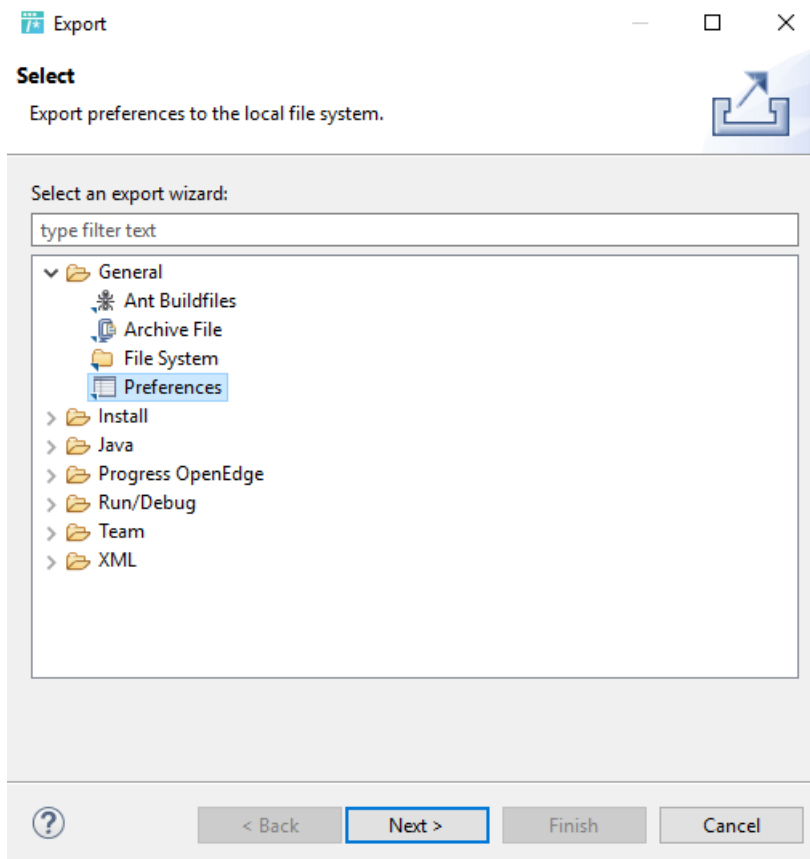 Export
Select
Export preferences to the local file system.
Select an export wizard:
type filter text
General
Ant Buildfiles
Archive File
File System
Preferences
Install
Java
Progress OpenEdge
Run/Debug
Team
XML
? < Back Next > Finish Cancel